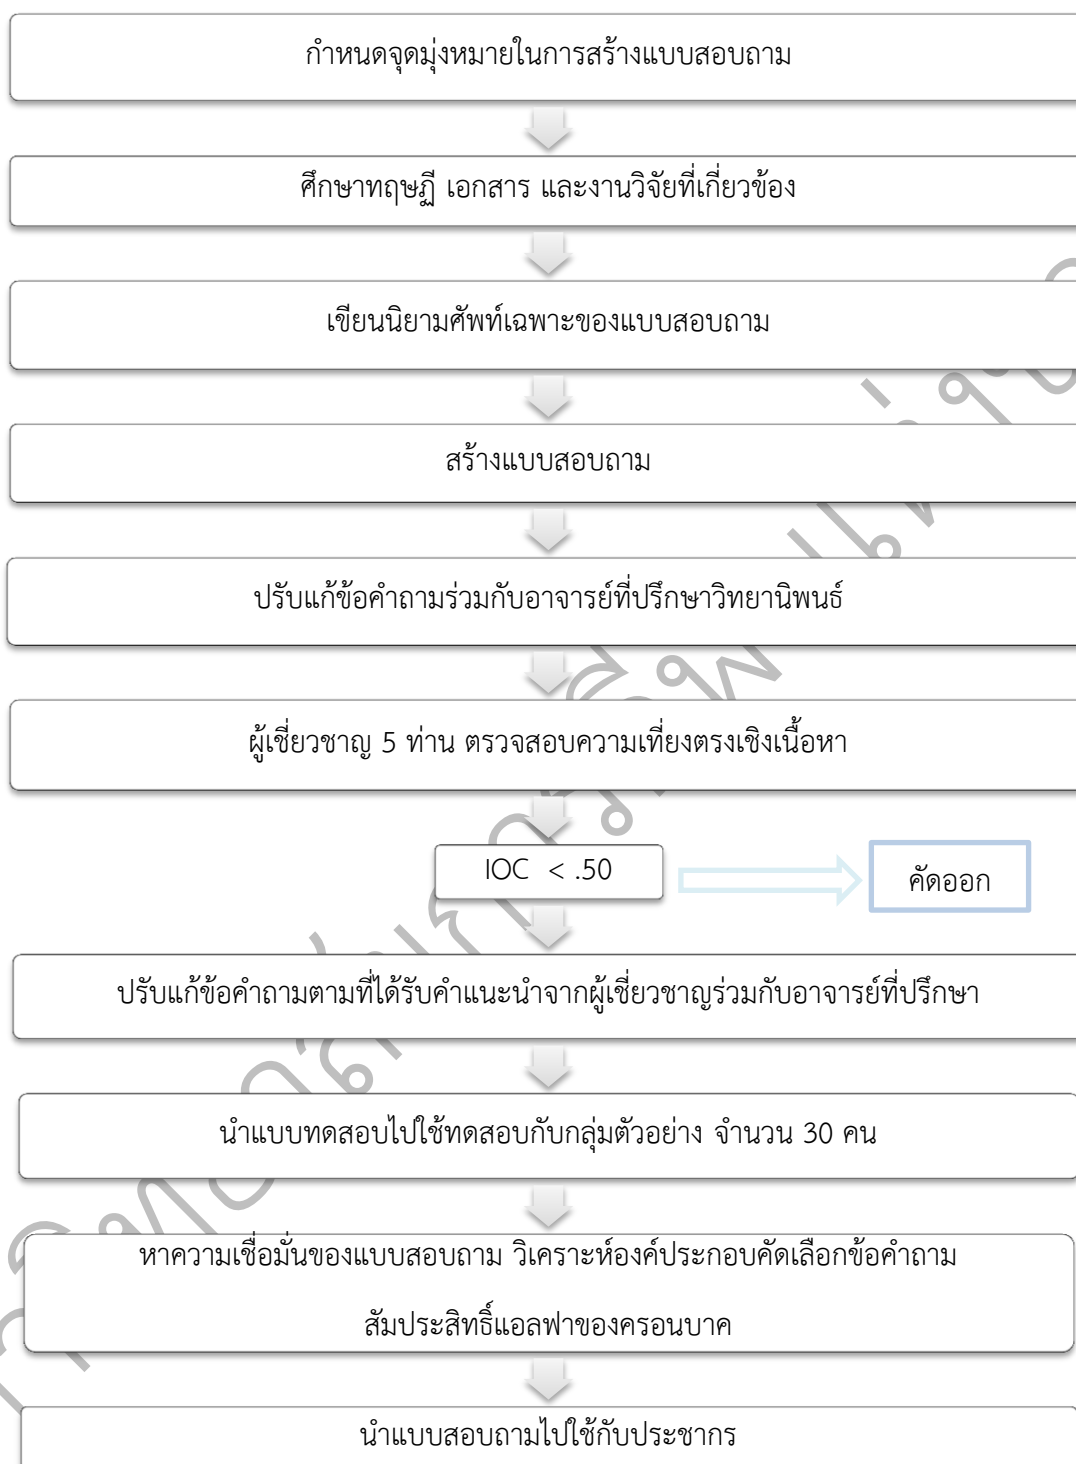 กำหนดจุดมุ่งหมายในการสร้างแบบสอบถาม
ศึกษาทฤษฎี เอกสาร และงานวิจัยที่เกี่ยวข้อง
เขียนนิยามศัพท์เฉพาะของแบบสอบถาม
สร้างแบบสอบถาม
ปรับแก้ข้อคำถามร่วมกับอาจารย์ที่ปรึกษาวิทยานิพนธ์
ผู้เชี่ยวชาญ 5 ท่าน ตรวจสอบความเที่ยงตรงเชิงเนื้อหา
IOC < .50
คัดออก
ปรับแก้ข้อคำถามตามที่ได้รับคำแนะนำจากผู้เชี่ยวชาญร่วมกับอาจารย์ที่ปรึกษา
นำแบบทดสอบไปใช้ทดสอบกับกลุ่มตัวอย่าง จำนวน 30 คน
หาความเชื่อมั่นของแบบสอบถาม วิเคราะห์องค์ประกอบคัดเลือกข้อคำถาม
สัมประสิทธิ์แอลฟาของครอนบาค
นำแบบสอบถามไปใช้กับประชากร